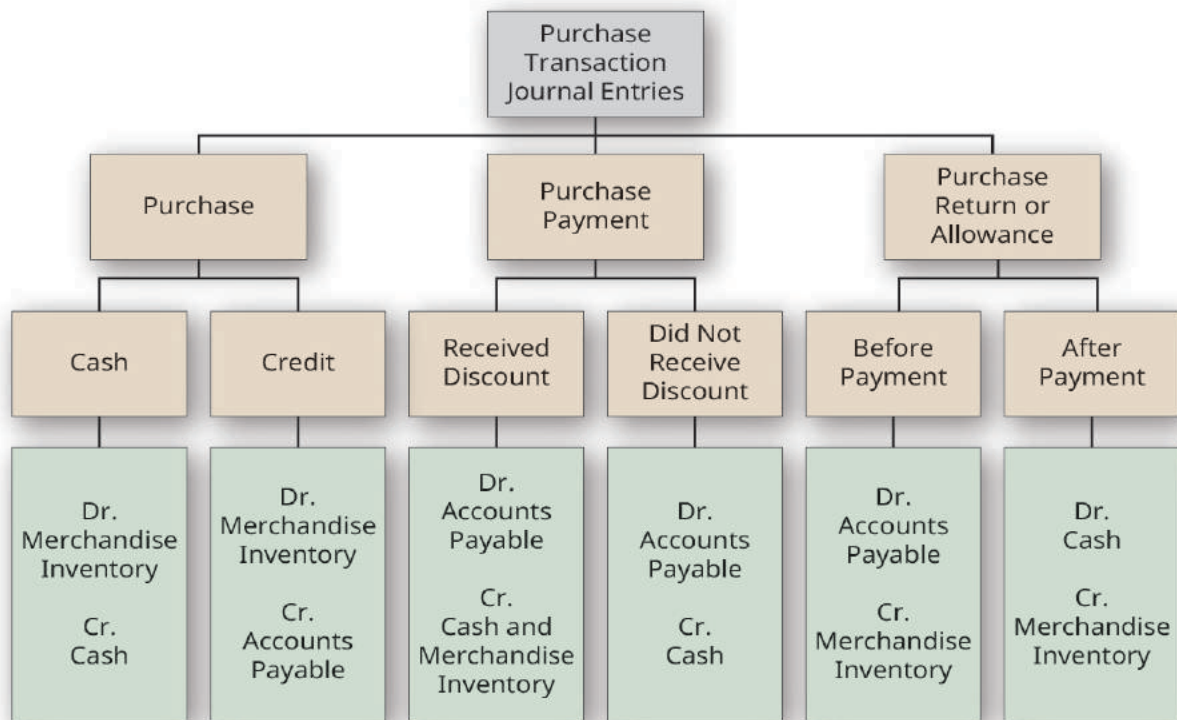 Purchase
Transaction
Journal Entries
Purchase
Purchase
Payment
Purchase
Return or
Allowance
Cash
Credit
Received
Discount
Did Not
Receive
Discount
Before
Payment
After
Payment
Dr.
Merchandise
Inventory
Cr.
Cash
Dr.
Merchandise
Inventory
Cr.
Accounts
Payable
Dr.
Accounts
Payable
Cr.
Cash and
Merchandise
Inventory
Dr.
Accounts
Payable
Cr.
Cash
Dr.
Accounts
Payable
Cr.
Merchandise
Inventory
Dr.
Cash
Cr.
Merchandise
Inventory